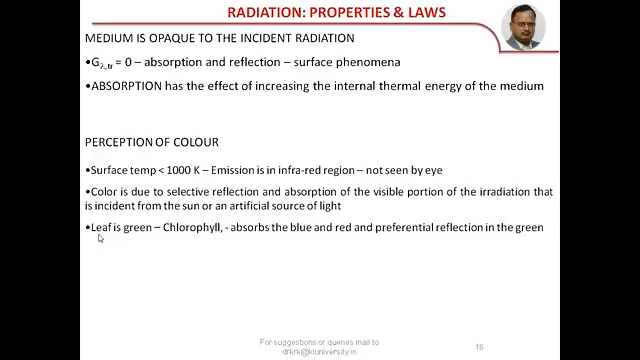 RADIATION: PROPERTIES & LAWS
MEDIUM IS OPAQUE TO THE INCIDENT RADIATION
•Gλ,tr = 0 – absorption and reflection – surface phenomena
•ABSORPTION has the effect of increasing the internal thermal energy of the medium
PERCEPTION OF COLOUR
•Surface temp < 1000 K – Emission is in infra-red region – not seen by eye
•Color is due to selective reflection and absorption of the visible portion of the irradiation that
is incident from the sun or an artificial source of light
•Leaf is green – Chlorophyll, - absorbs the blue and red and preferential reflection in the green
For suggestions or queries mail to
drkrk@kluniversity.in
16